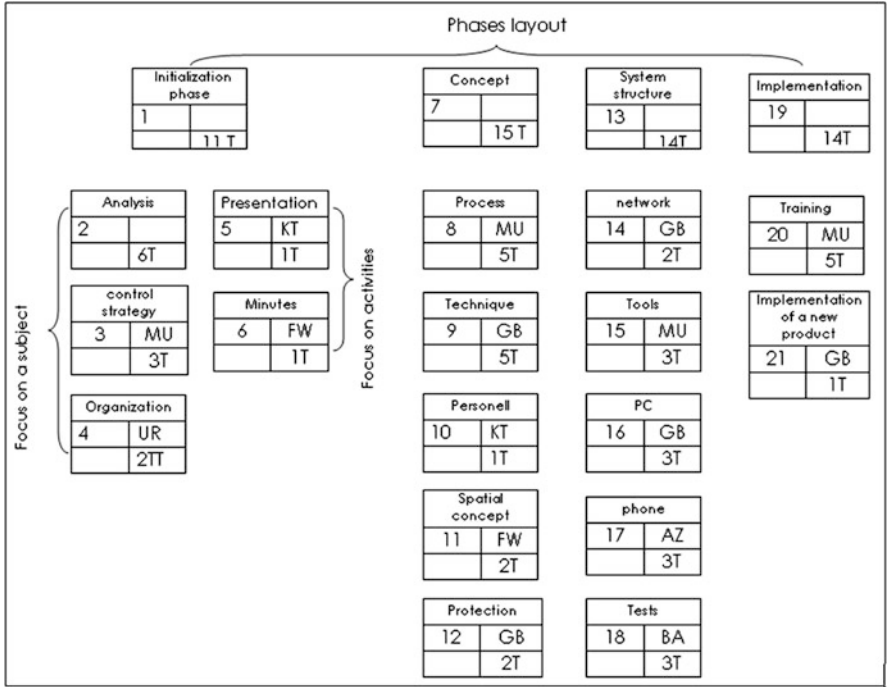 Phases layout
Initialization
phase
1
11 T
Concept
7
15 T
System
structure
13
14T
Implementation
19
14T
Focus on a subject
Analysis
2
6T
control
strategy
3 MU
3T
Organization
4 UR
2TT
Presentation
5 KT
1T
Minutes
6 FW
1T
Focus on activities
Process
8 MU
5T
Technique
9 GB
5T
Personell
10 KT
1T
Spatial
concept
11 FW
2T
Protection
12 GB
2T
network
14 GB
2T
Tools
15 MU
3T
PC
16 GB
3T
phone
17 AZ
3T
Tests
18 BA
3T
Training
20 MU
5T
Implementation
of a new
product
21 GB
1T